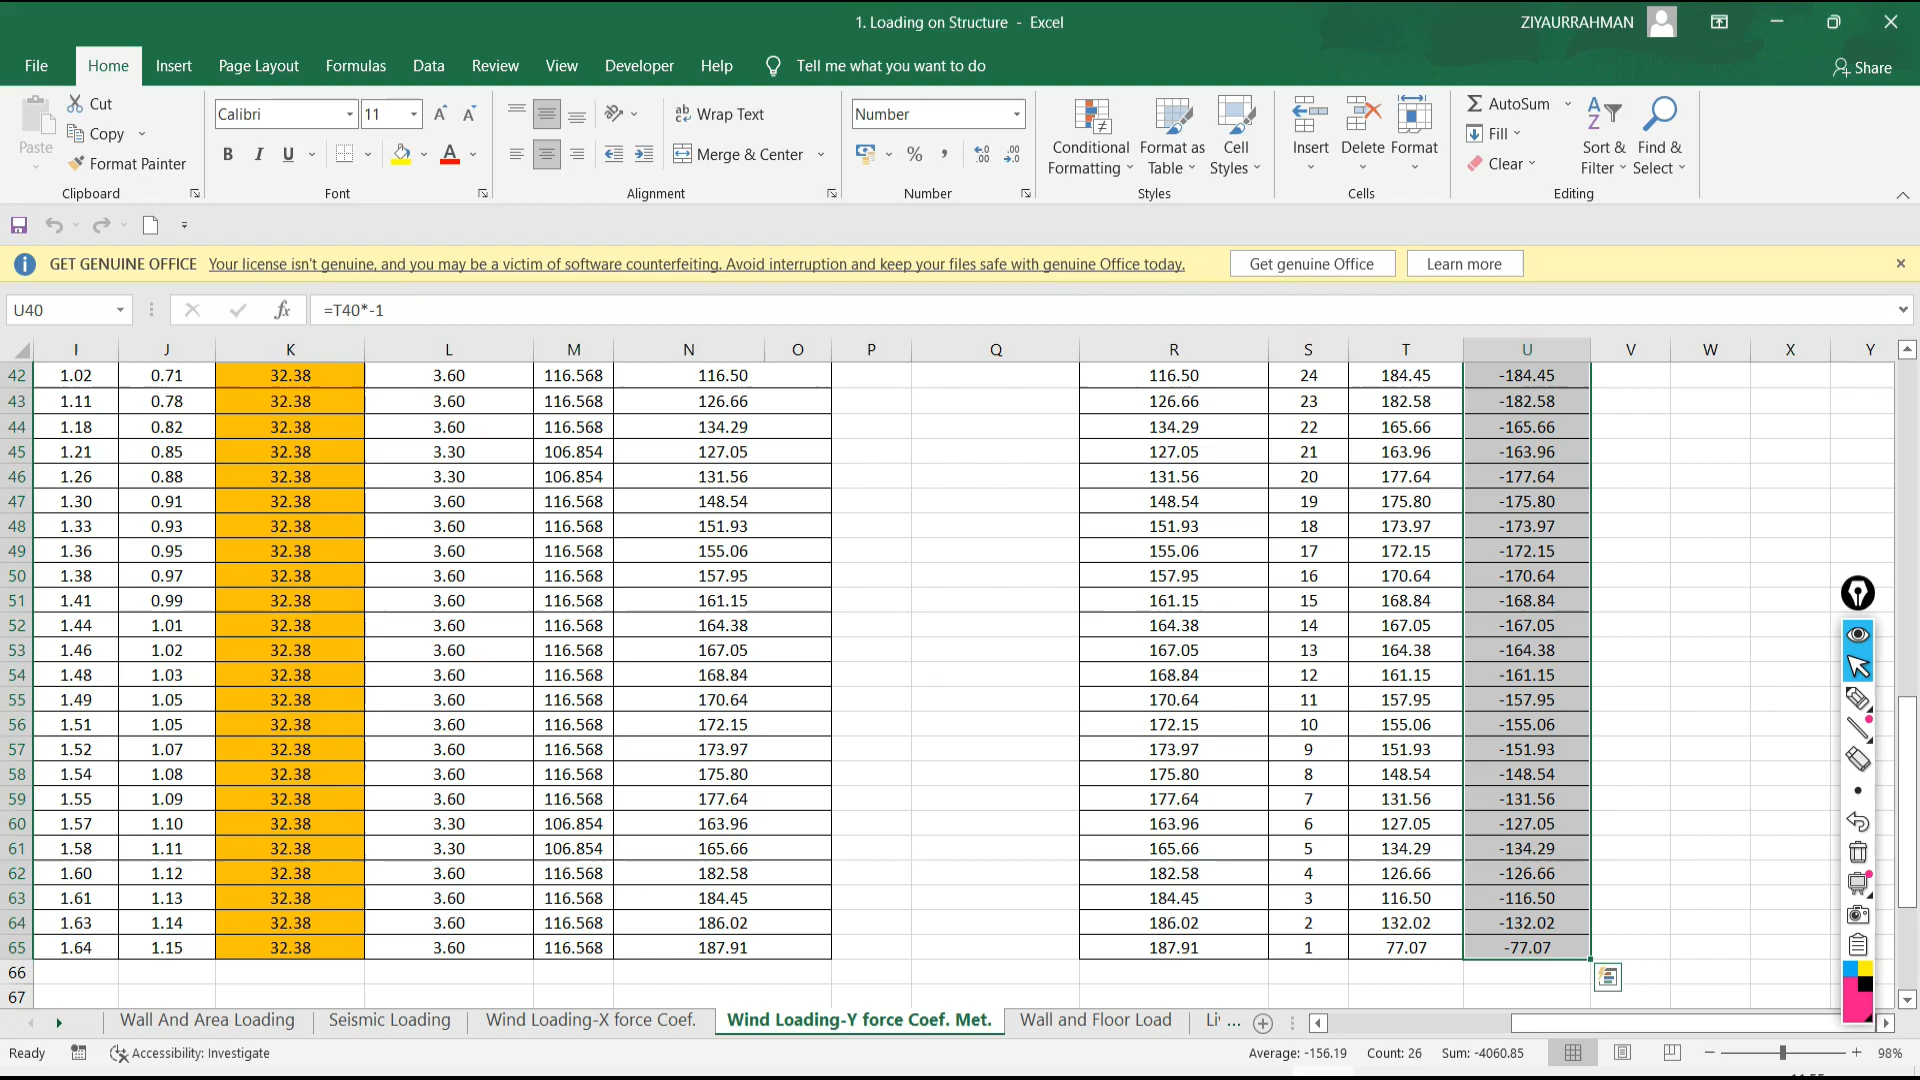 1. Loading on Structure - Excel
ZIYAURRAHMAN
File Home Insert Page Layout Formulas Data Review View Developer Help Tell me what you want to do Share
Paste
Cut
Copy
Format Painter
Clipboard
Calibri 11
B I U
Font
Wrap Text
Merge & Center
Alignment
Number
Number
Conditional Formatting
Format as Table
Cell Styles
Styles
Insert Delete Format
Cells
AutoSum
Fill
Clear
Sort & Filter
Find & Select
Editing
GET GENUINE OFFICE Your license isn't genuine, and you may be a victim of software counterfeiting. Avoid interruption and keep your files safe with genuine Office today. Get genuine Office Learn more
U40 fx =T40*-1
I J K L M N O P Q R S T U V W X Y
42 1.02 0.71 32.38 3.60 116.568 116.50 116.50 24 184.45 -184.45
43 1.11 0.78 32.38 3.60 116.568 126.66 126.66 23 182.58 -182.58
44 1.18 0.82 32.38 3.60 116.568 134.29 134.29 22 165.66 -165.66
45 1.21 0.85 32.38 3.30 106.854 127.05 127.05 21 163.96 -163.96
46 1.26 0.88 32.38 3.30 106.854 131.56 131.56 20 177.64 -177.64
47 1.30 0.91 32.38 3.60 116.568 148.54 148.54 19 175.80 -175.80
48 1.33 0.93 32.38 3.60 116.568 151.93 151.93 18 173.97 -173.97
49 1.36 0.95 32.38 3.60 116.568 155.06 155.06 17 172.15 -172.15
50 1.38 0.97 32.38 3.60 116.568 157.95 157.95 16 170.64 -170.64
51 1.41 0.99 32.38 3.60 116.568 161.15 161.15 15 168.84 -168.84
52 1.44 1.01 32.38 3.60 116.568 164.38 164.38 14 167.05 -167.05
53 1.46 1.02 32.38 3.60 116.568 167.05 167.05 13 164.38 -164.38
54 1.48 1.03 32.38 3.60 116.568 168.84 168.84 12 161.15 -161.15
55 1.49 1.05 32.38 3.60 116.568 170.64 170.64 11 157.95 -157.95
56 1.51 1.05 32.38 3.60 116.568 172.15 172.15 10 155.06 -155.06
57 1.52 1.07 32.38 3.60 116.568 173.97 173.97 9 151.93 -151.93
58 1.54 1.08 32.38 3.60 116.568 175.80 175.80 8 148.54 -148.54
59 1.55 1.09 32.38 3.60 116.568 177.64 177.64 7 131.56 -131.56
60 1.57 1.10 32.38 3.30 106.854 163.96 163.96 6 127.05 -127.05
61 1.58 1.11 32.38 3.30 106.854 165.66 165.66 5 134.29 -134.29
62 1.60 1.12 32.38 3.60 116.568 182.58 182.58 4 126.66 -126.66
63 1.61 1.13 32.38 3.60 116.568 184.45 184.45 3 116.50 -116.50
64 1.63 1.14 32.38 3.60 116.568 186.02 186.02 2 132.02 -132.02
65 1.64 1.15 32.38 3.60 116.568 187.91 187.91 1 77.07 -77.07
66
67
Wall And Area Loading Seismic Loading Wind Loading-X force Coef. Wind Loading-Y force Coef. Met. Wall and Floor Load Li ...
Ready Accessibility: Investigate Average: -156.19 Count: 26 Sum: -4060.85 98%